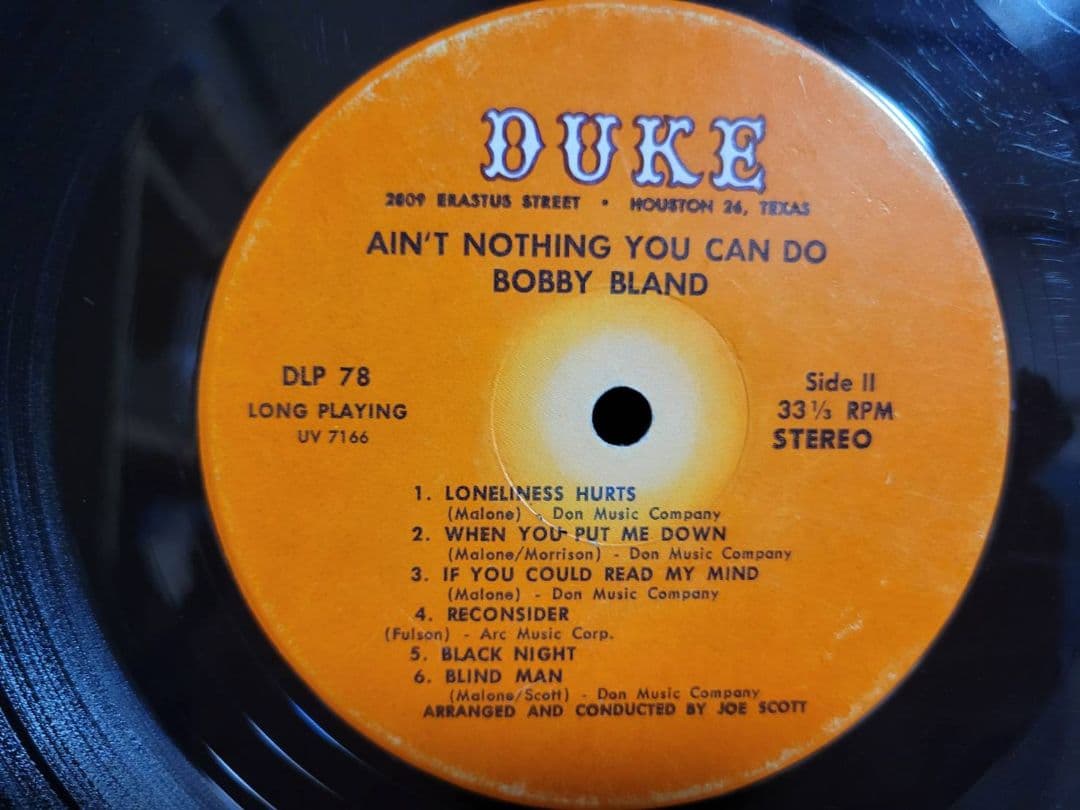 DUKE
2809 ERASTUS STREET • HOUSTON 26, TEXAS
AIN'T NOTHING YOU CAN DO
BOBBY BLAND
DLP 78
LONG PLAYING
UV 7166
Side II
33 1/3 RPM
STEREO
1. LONELINESS HURTS
(Malone) - Don Music Company
2. WHEN YOU PUT ME DOWN
(Malone/Morrison) - Don Music Company
3. IF YOU COULD READ MY MIND
(Malone) - Don Music Company
4. RECONSIDER
(Fulson) - Arc Music Corp.
5. BLACK NIGHT
6. BLIND MAN
(Malone/Scott) - Don Music Company
ARRANGED AND CONDUCTED BY JOE SCOTT